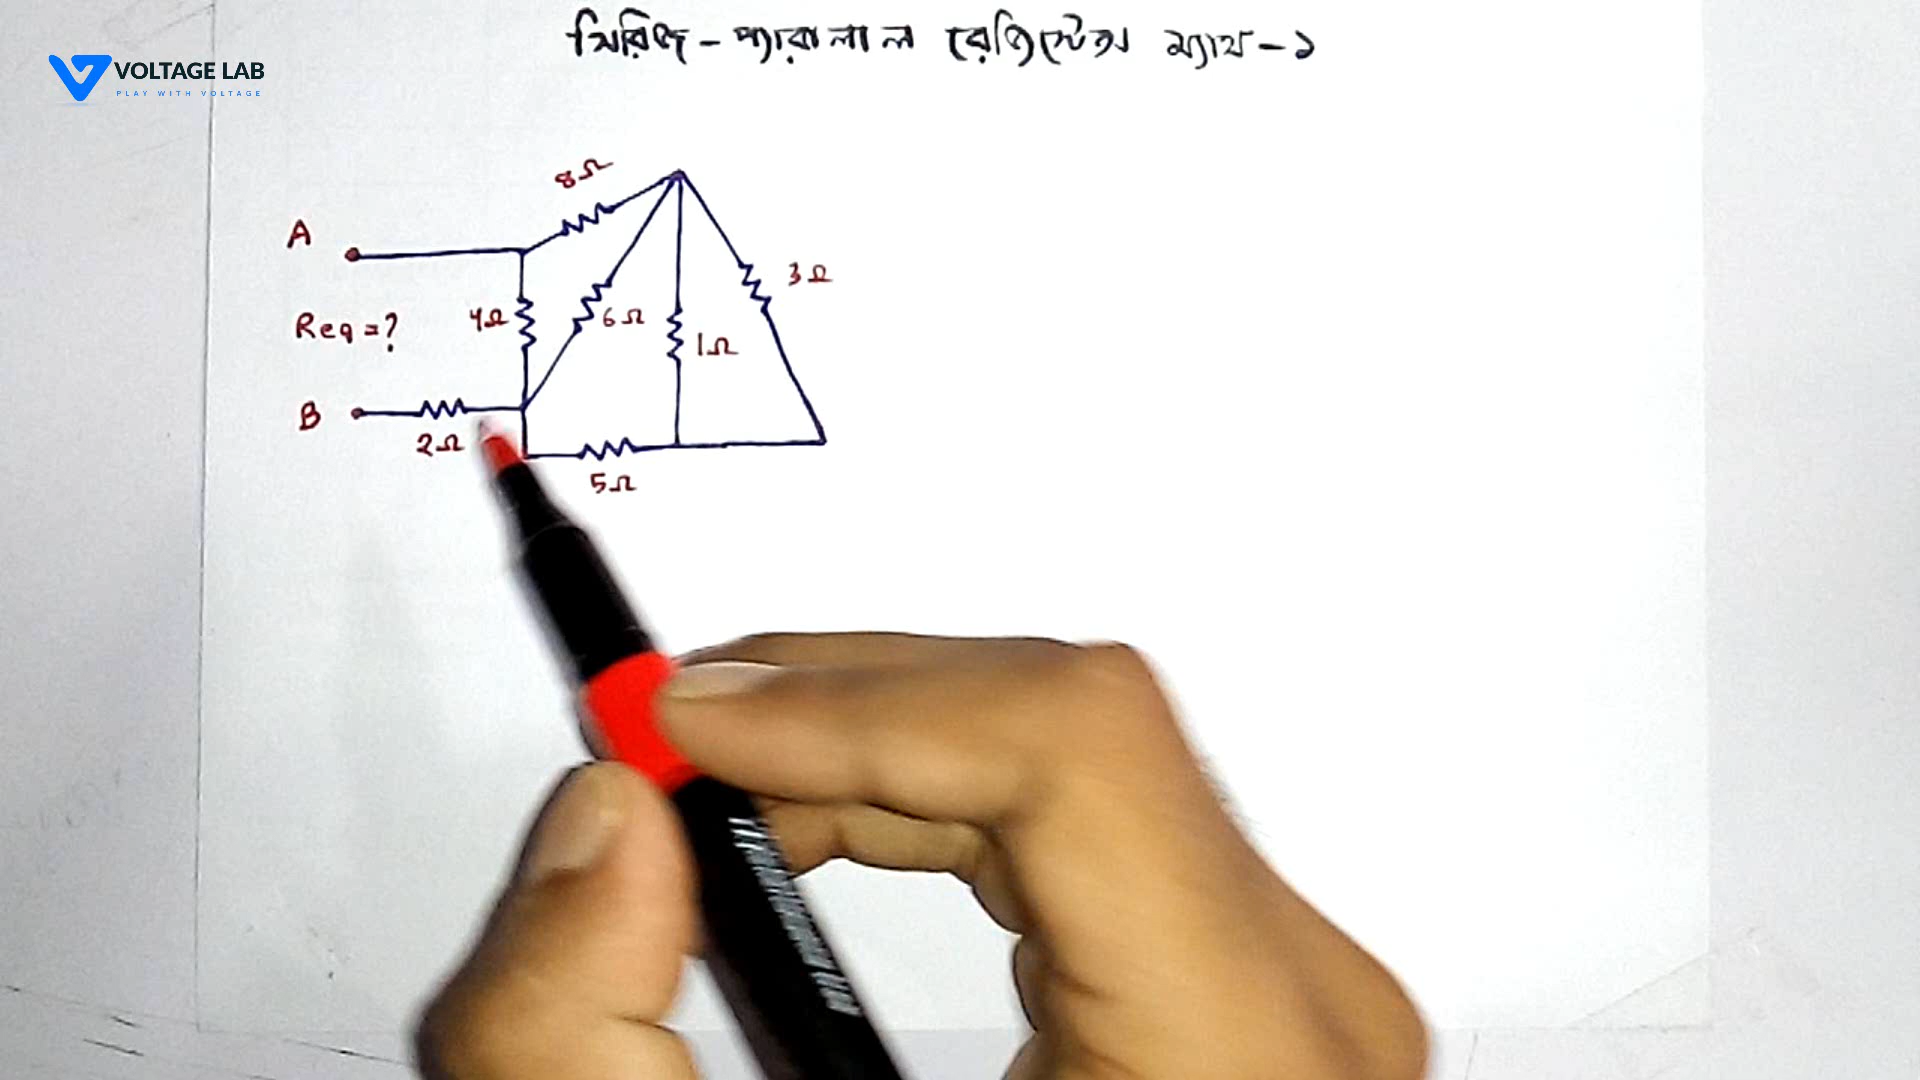 সিরিজ - প্যারালাল রেজিস্টেন্স ম্যাথ - ১
VOLTAGE LAB
PLAY WITH VOLTAGE
8Ω
A
3Ω
4Ω
6Ω
Req = ?
1Ω
B
2Ω
5Ω